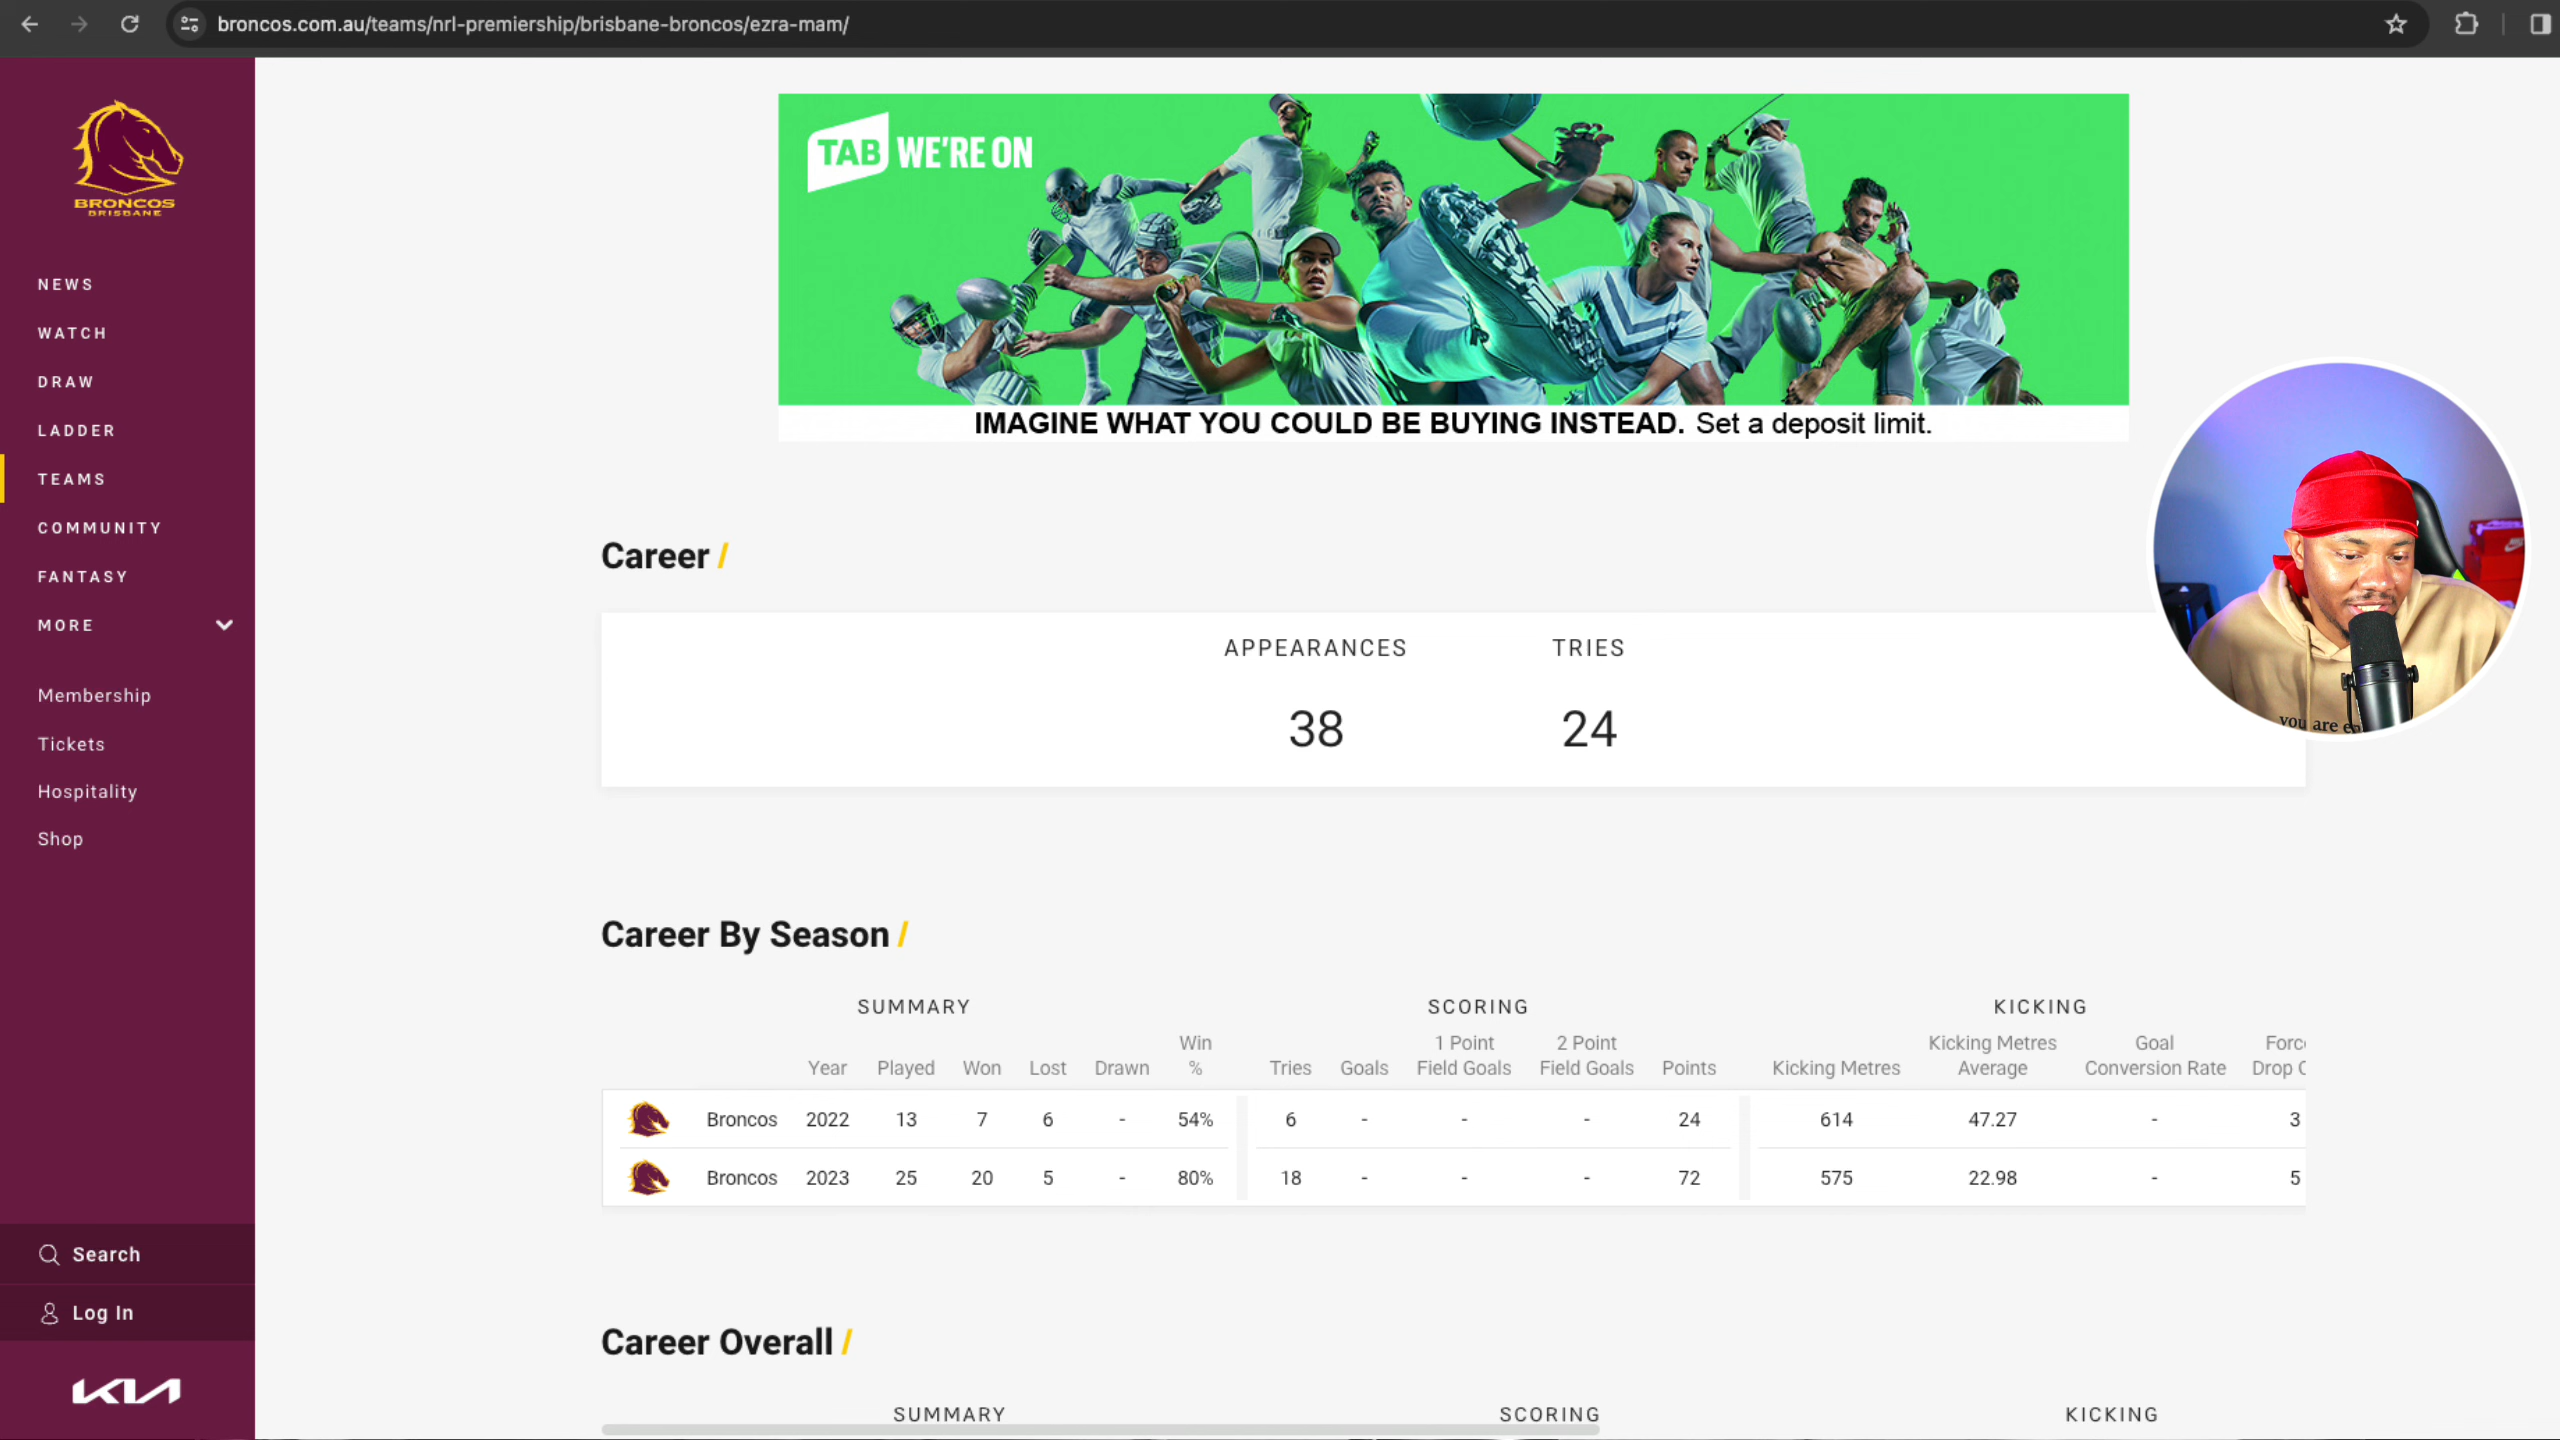 broncos.com.au/teams/nrl-premiership/brisbane-broncos/ezra-mam/
BRONCOS
BRISBANE
NEWS
WATCH
DRAW
LADDER
TEAMS
COMMUNITY
FANTASY
MORE
Membership
Tickets
Hospitality
Shop
Search
Log In
KIA
TAB WE'RE ON
IMAGINE WHAT YOU COULD BE BUYING INSTEAD. Set a deposit limit.
you are
Career /
APPEARANCES TRIES
38 24
Career By Season /
SUMMARY SCORING KICKING
Win 1 Point 2 Point Kicking Metres Goal Forc
Year Played Won Lost Drawn % Tries Goals Field Goals Field Goals Points Kicking Metres Average Conversion Rate Drop
Broncos 2022 13 7 6 - 54% 6 - - - 24 614 47.27 - 3
Broncos 2023 25 20 5 - 80% 18 - - - 72 575 22.98 - 5
Career Overall /
SUMMARY SCORING KICKING